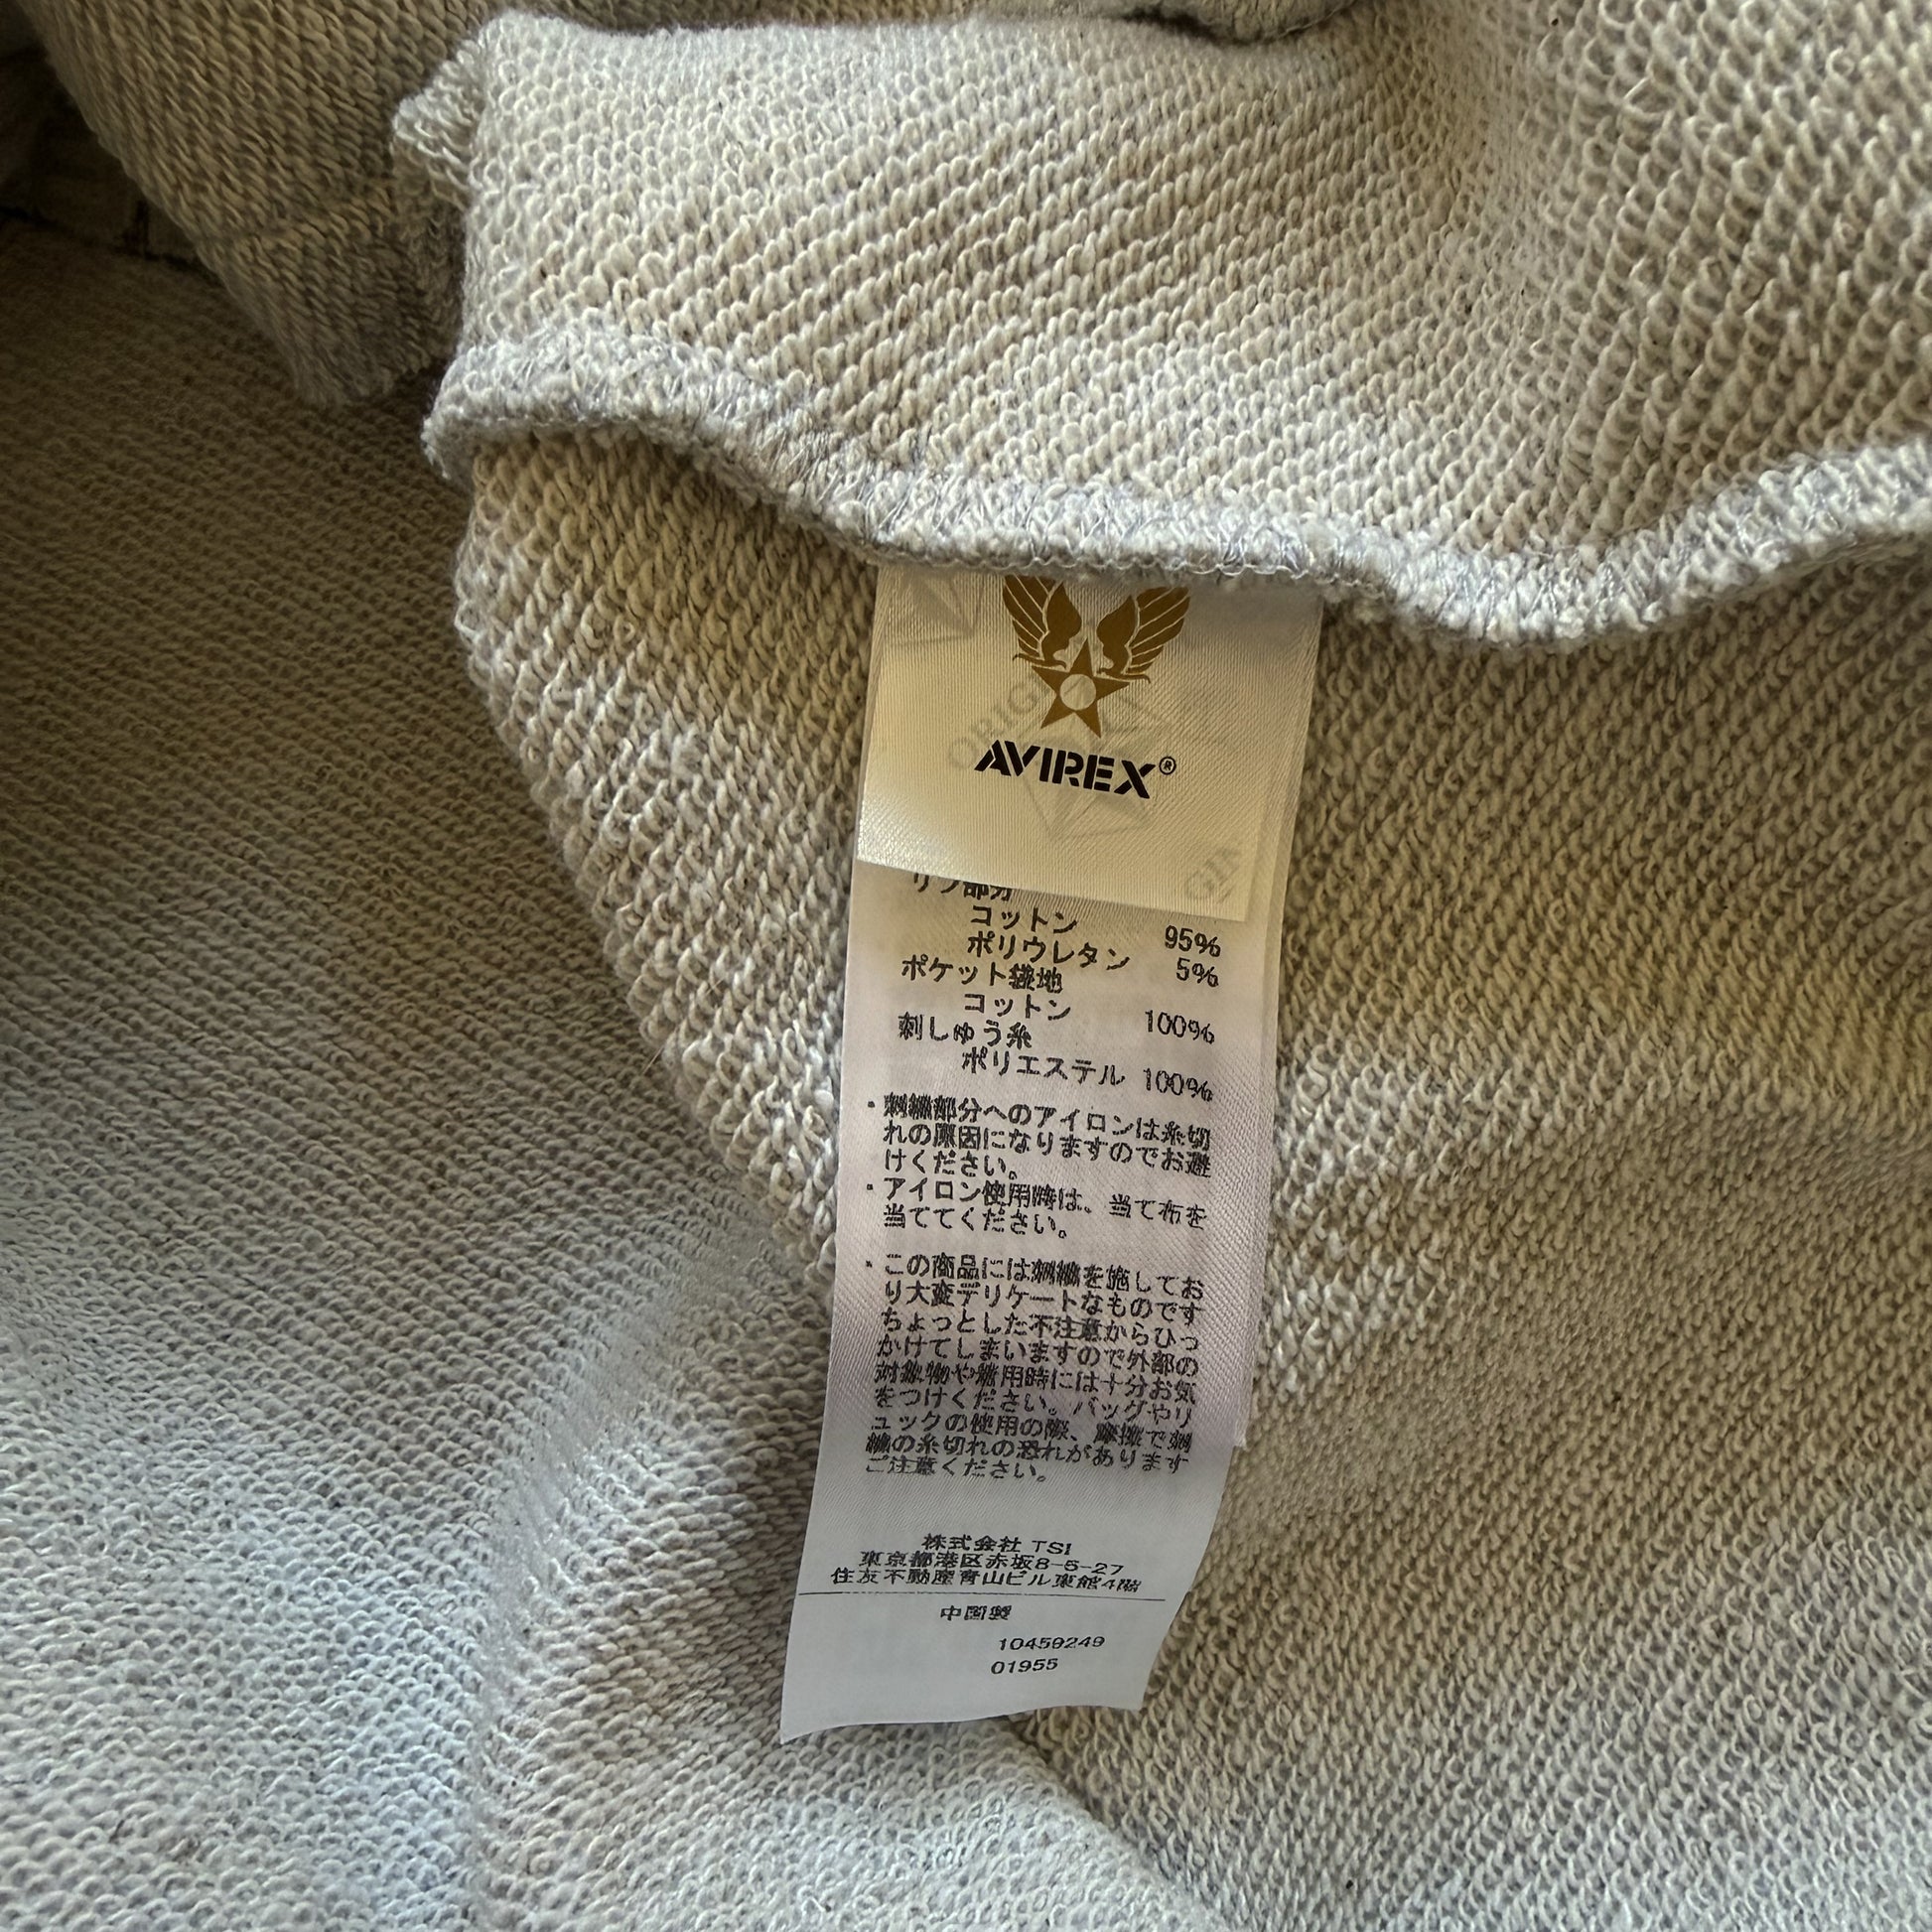 ORIG
AVIREX®
GIN
リブ部分
コットン 95%
ポリウレタン 5%
ポケット袋地
コットン 100%
刺しゅう糸
ポリエステル 100%
・刺繍部分へのアイロンは糸切
れの原因になりますのでお避
けください。
・アイロン使用時は、当て布を
当ててください。
・この商品には刺繍を施してお
り大変デリケートなものです
ちょっとした不注意からひっ
かけてしまいますので外部の
対象物や着用時には十分お気
をつけください。バッグやリ
ュックの使用の際、摩擦で刺
繍の糸切れの恐れがあります
ご注意ください。
株式会社 TSI
東京都港区赤坂8-5-27
住友不動産青山ビル東館4階
中国製
10459249
01955